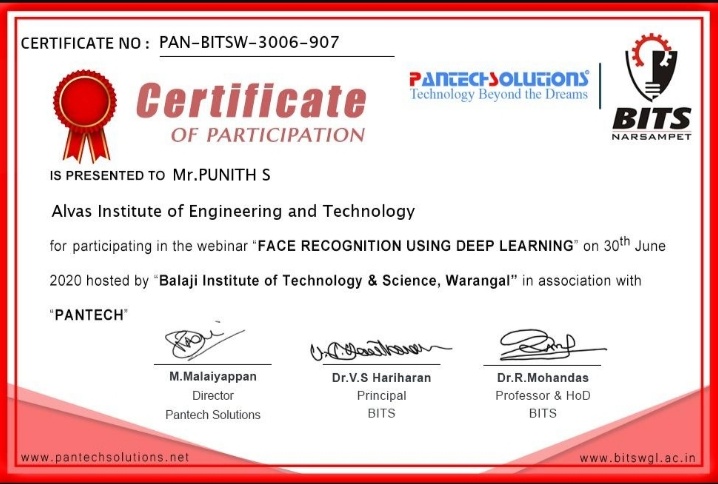 CERTIFICATE NO : PAN-BITSW-3006-907
PANTECH SOLUTIONS®
Technology Beyond the Dreams
BITS
NARSAMPET
Certificate
OF PARTICIPATION
IS PRESENTED TO Mr.PUNITH S
Alvas Institute of Engineering and Technology
for participating in the webinar “FACE RECOGNITION USING DEEP LEARNING” on 30th June
2020 hosted by “Balaji Institute of Technology & Science, Warangal” in association with
“PANTECH”
M.Malaiyappan
Director
Pantech Solutions
Dr.V.S Hariharan
Principal
BITS
Dr.R.Mohandas
Professor & HoD
BITS
www.pantechsolutions.net
www.bitswgl.ac.in